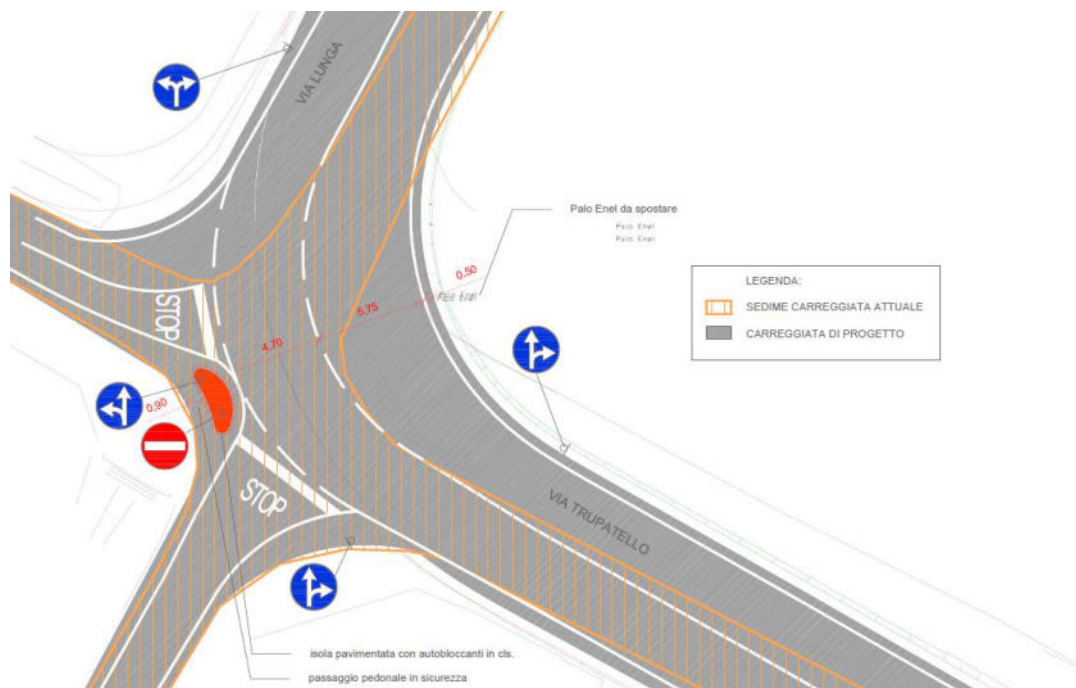 VIA LUNGA
Palo Enel da spostare
Palo Enel
Palo Enel
0,50
Palo Enel
5,75
4,70
0,90
LEGENDA:
SEDIME CARREGGIATA ATTUALE
CARREGGIATA DI PROGETTO
STOP
STOP
VIA TRUPATELLO
isola pavimentata con autobloccanti in cls.
passaggio pedonale in sicurezza